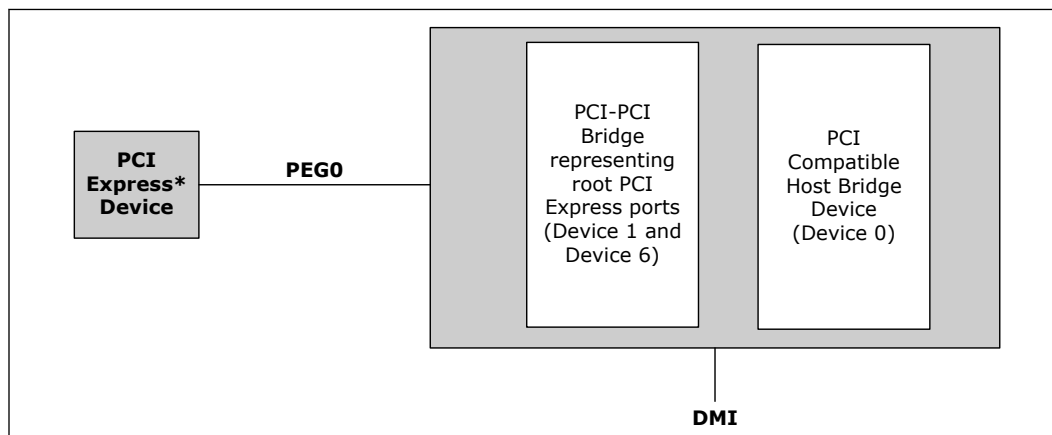 PCI
Express*
Device
PEG0
PCI-PCI
Bridge
representing
root PCI
Express ports
(Device 1 and
Device 6)
PCI
Compatible
Host Bridge
Device
(Device 0)
DMI